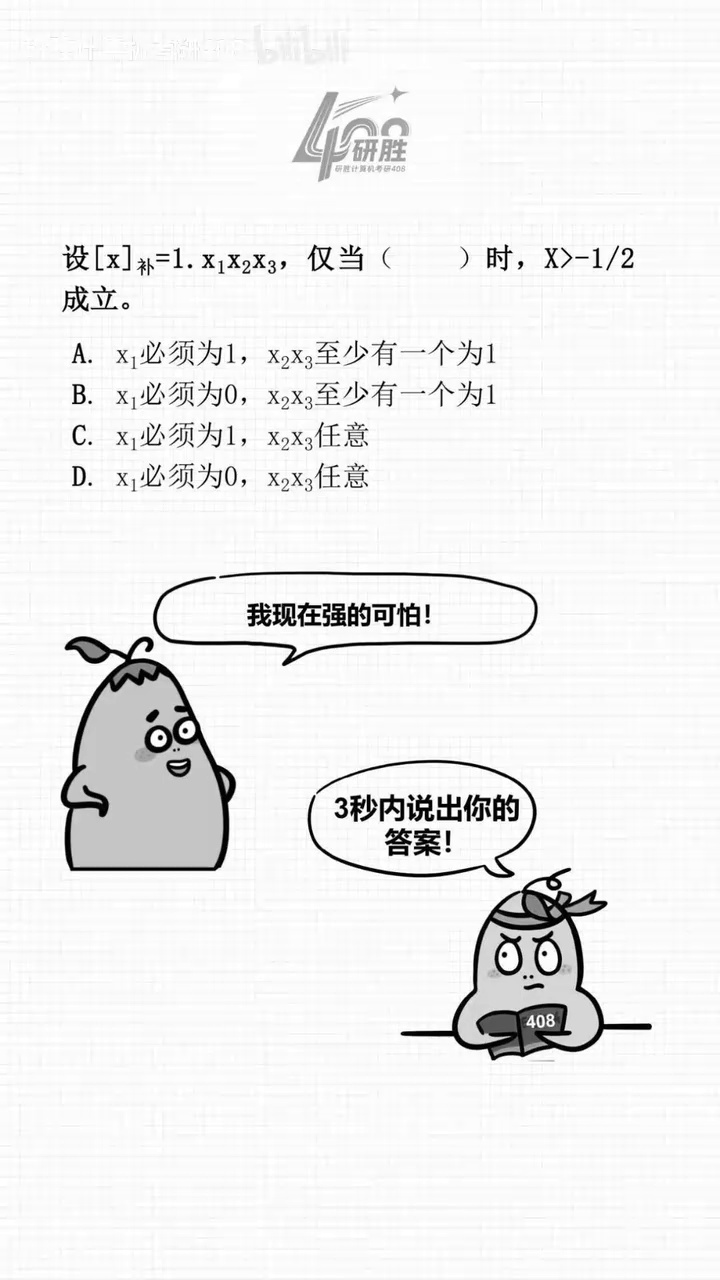 bilibili
408
研胜
研胜计算机考研408
设[x]补=1.x₁x₂x₃，仅当（ ）时，X>-1/2
成立。
A. x₁必须为1，x₂x₃至少有一个为1
B. x₁必须为0，x₂x₃至少有一个为1
C. x₁必须为1，x₂x₃任意
D. x₁必须为0，x₂x₃任意
我现在强的可怕！
3秒内说出你的
答案！
408